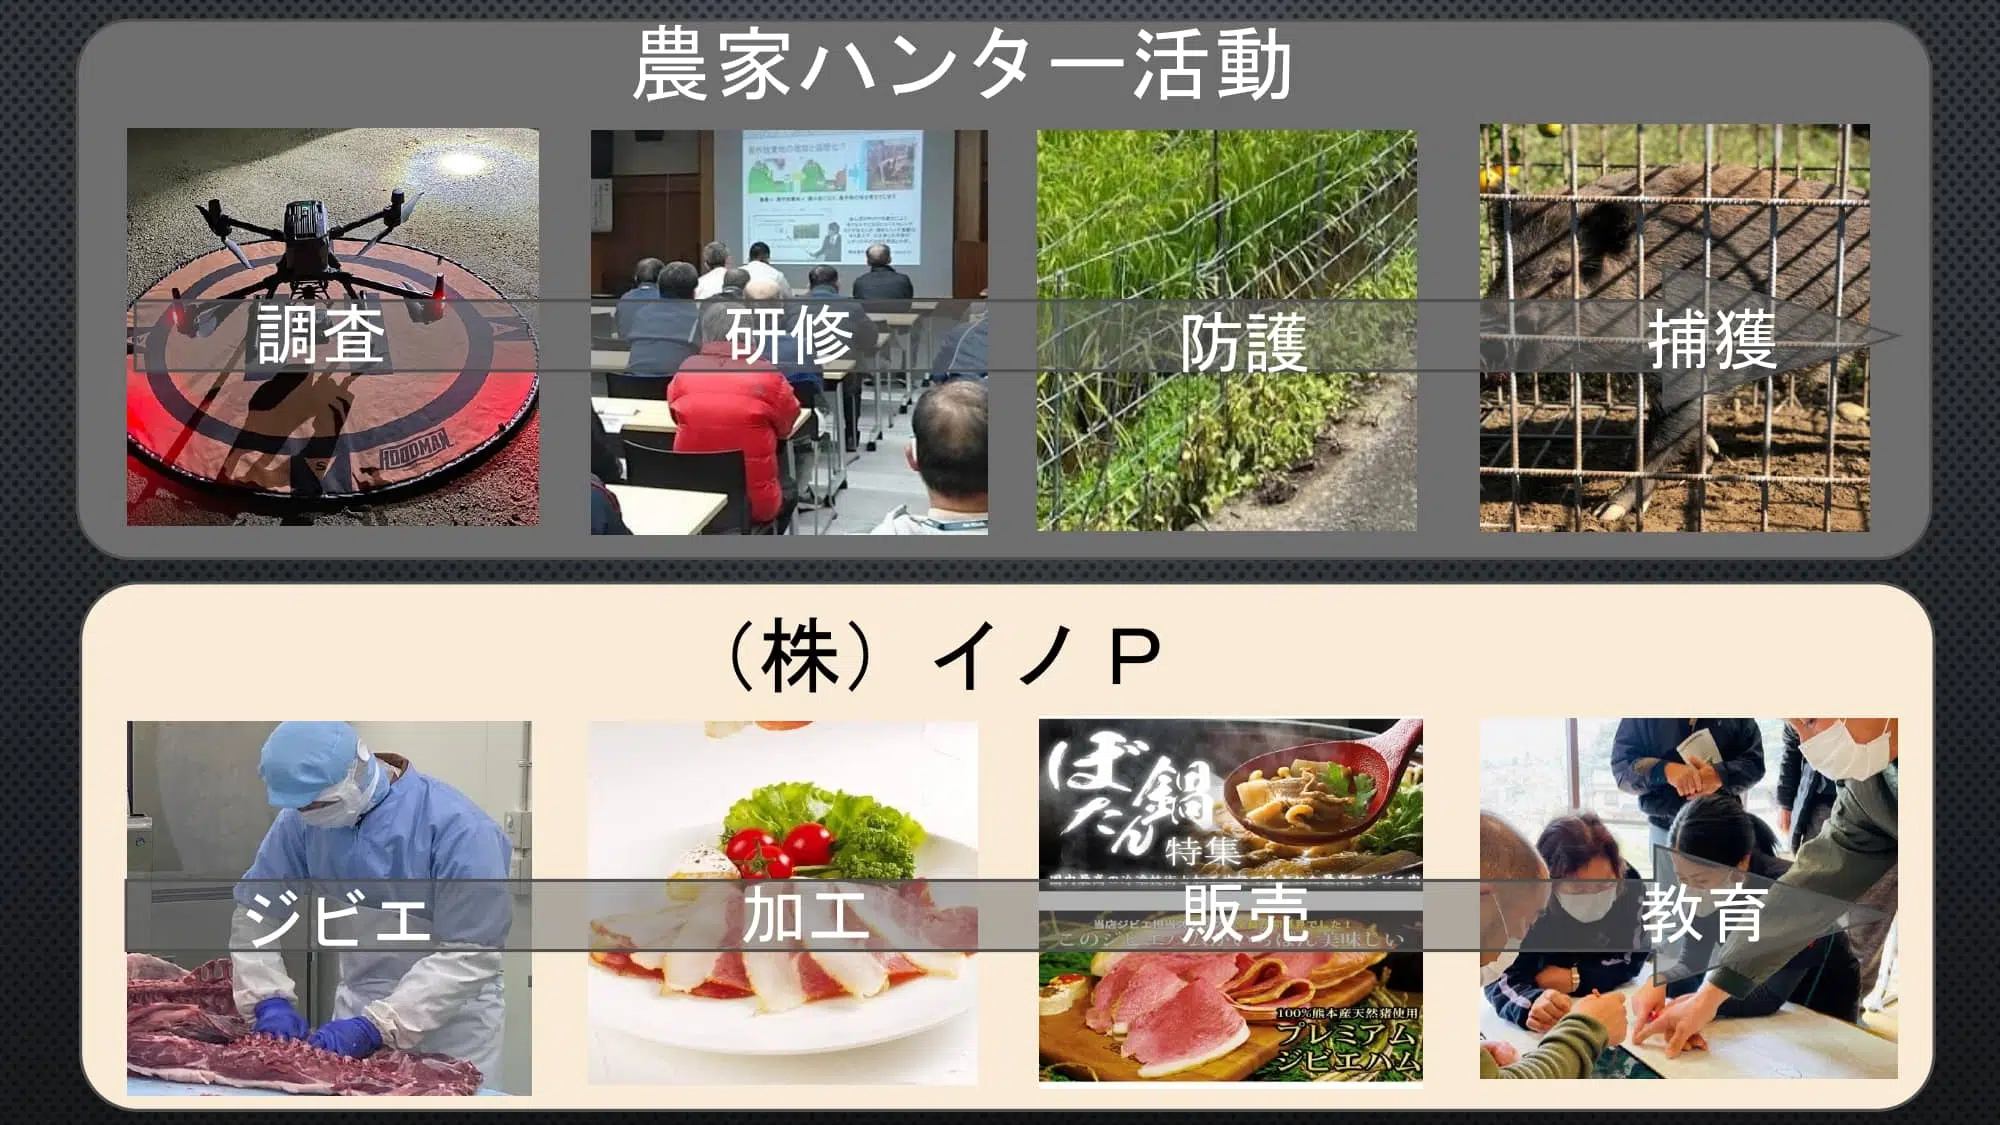 農家ハンター活動
調査
研修
防護
捕獲
HOODMAN
S
(株)イノP
ジビエ
加工
販売
教育
ぼたん鍋
特集
このジビエ
美味しい
100%熊本産天然猪使用
プレミアム
ジビエハム